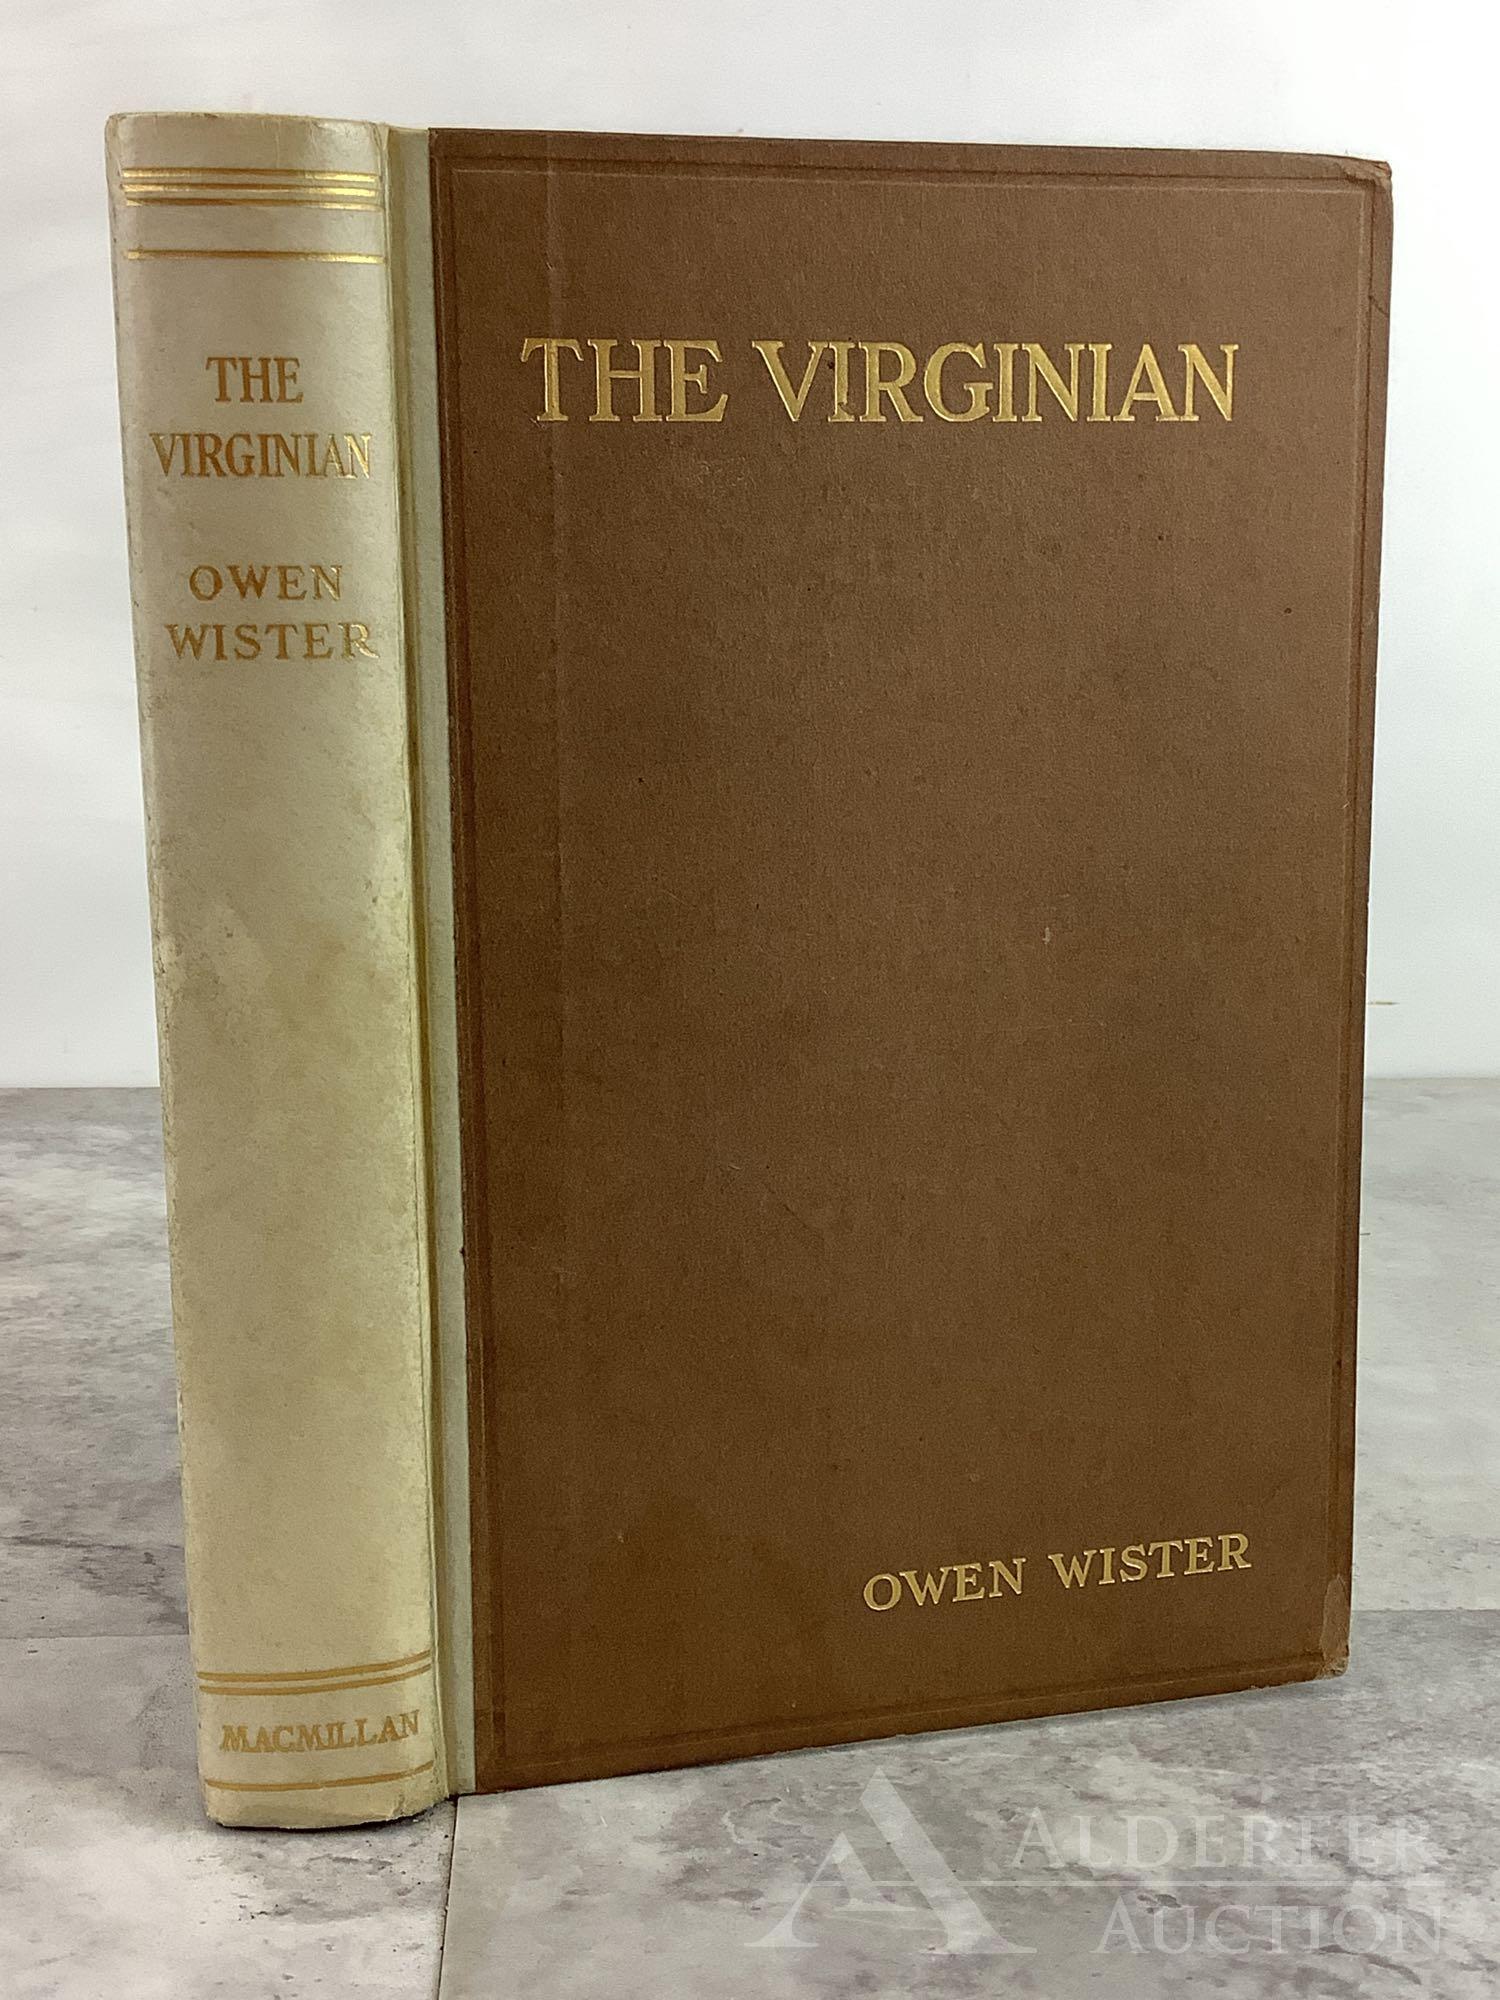 THE
VIRGINIAN
OWEN
WISTER
MACMILLAN
THE VIRGINIAN
OWEN WISTER
ALDERFER
AUCTION